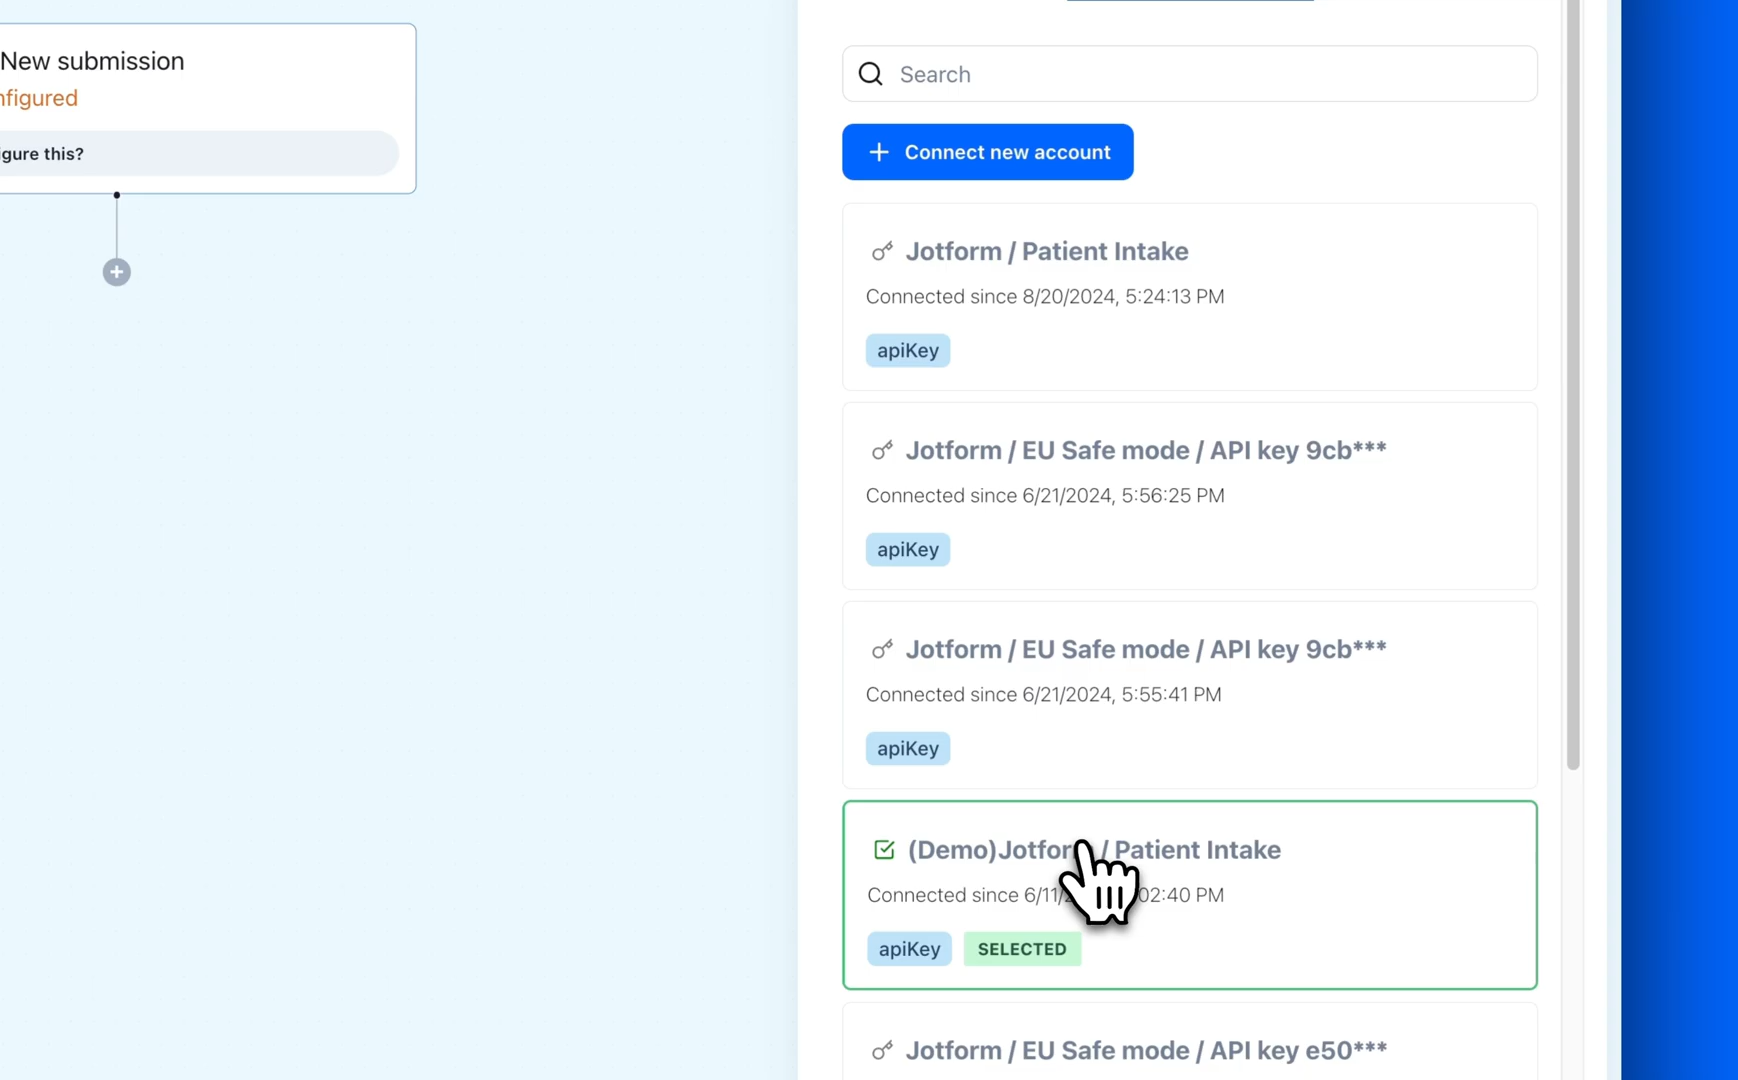 New submission
nfigured
igure this?
Search
Connect new account
Jotform / Patient Intake
Connected since 8/20/2024, 5:24:13 PM
apiKey
Jotform / EU Safe mode / API key 9cb***
Connected since 6/21/2024, 5:56:25 PM
apiKey
Jotform / EU Safe mode / API key 9cb***
Connected since 6/21/2024, 5:55:41 PM
apiKey
(Demo)Jotform / Patient Intake
Connected since 6/11/ 02:40 PM
apiKey SELECTED
Jotform / EU Safe mode / API key e50***